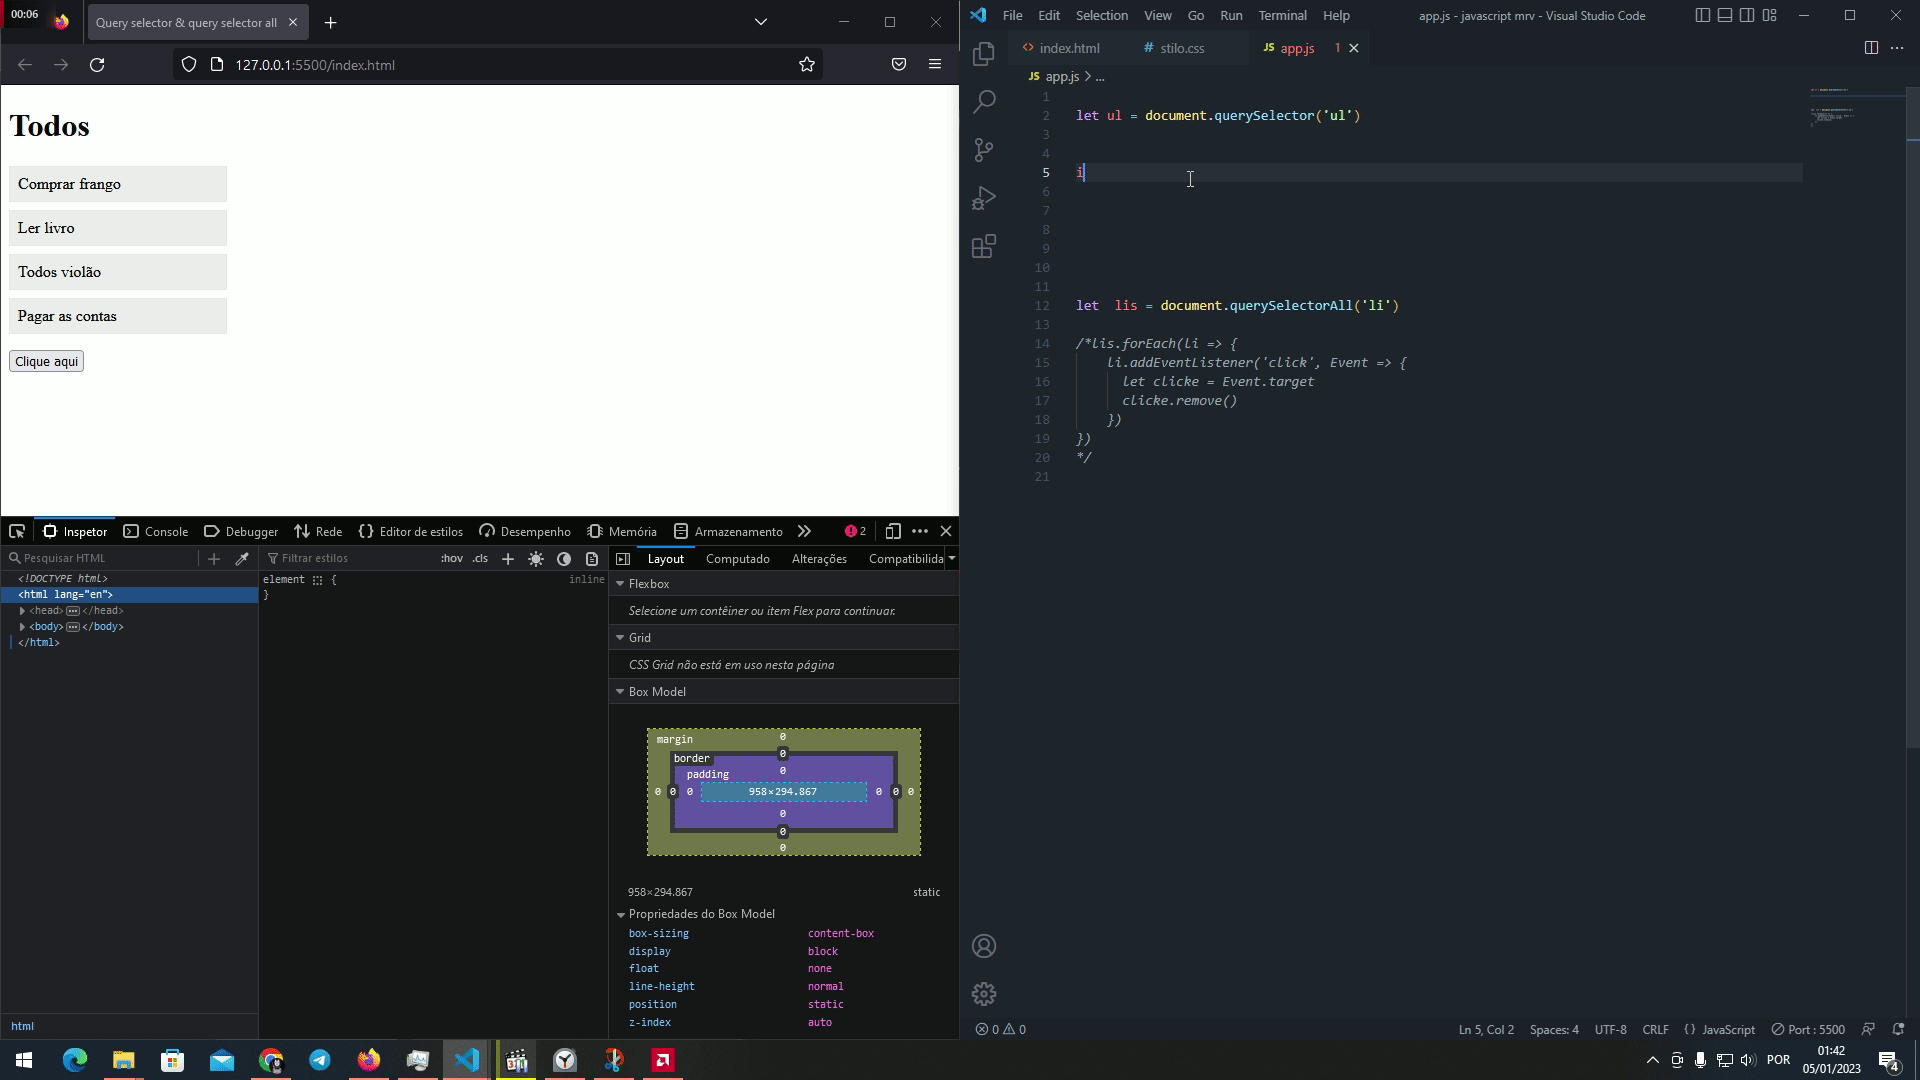 00:06
Query selector & query selector all
127.0.0.1:5500/index.html
Todos
Comprar frango
Ler livro
Todos violão
Pagar as contas
Clique aqui
Inspetor
Console
Debugger
Rede
Editor de estilos
Desempenho
Memória
Armazenamento
2
Pesquisar HTML
Filtrar estilos
:hov .cls
Layout
Computado
Alterações
Compatibilida
<!DOCTYPE html>
<html lang="en">
<head> </head>
<body> </body>
</html>
html
element { inline
}
Flexbox
Selecione um contêiner ou item Flex para continuar.
Grid
CSS Grid não está em uso nesta página
Box Model
margin 0
border 0
padding 0
0 0 0 958×294.867 0 0 0
0
0
0
958×294.867 static
Propriedades do Box Model
box-sizing content-box
display block
float none
line-height normal
position static
z-index auto
File Edit Selection View Go Run Terminal Help
app.js - javascript mrv - Visual Studio Code
<> index.html
# stilo.css
JS app.js 1
JS app.js > ...
1
2 let ul = document.querySelector('ul')
3
4
5 i
6
7
8
9
10
11
12 let lis = document.querySelectorAll('li')
13
14 /*lis.forEach(li => {
15 li.addEventListener('click', Event => {
16 let clicke = Event.target
17 clicke.remove()
18 })
19 })
20 */
21
0 0
Ln 5, Col 2
Spaces: 4
UTF-8
CRLF
{ } JavaScript
Port : 5500
POR
01:42
05/01/2023
4